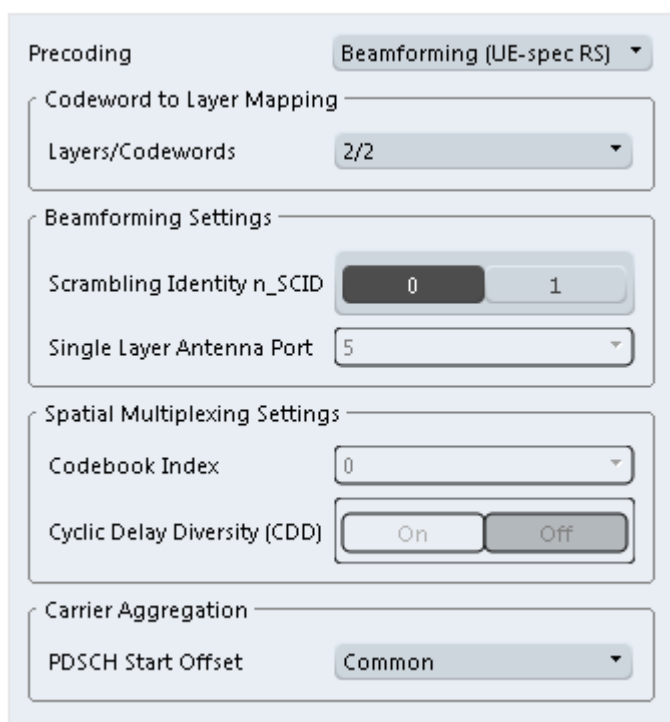 Precoding Beamforming (UE-spec RS)
Codeword to Layer Mapping
Layers/Codewords 2/2
Beamforming Settings
Scrambling Identity n_SCID 0 1
Single Layer Antenna Port 5
Spatial Multiplexing Settings
Codebook Index 0
Cyclic Delay Diversity (CDD) On Off
Carrier Aggregation
PDSCH Start Offset Common